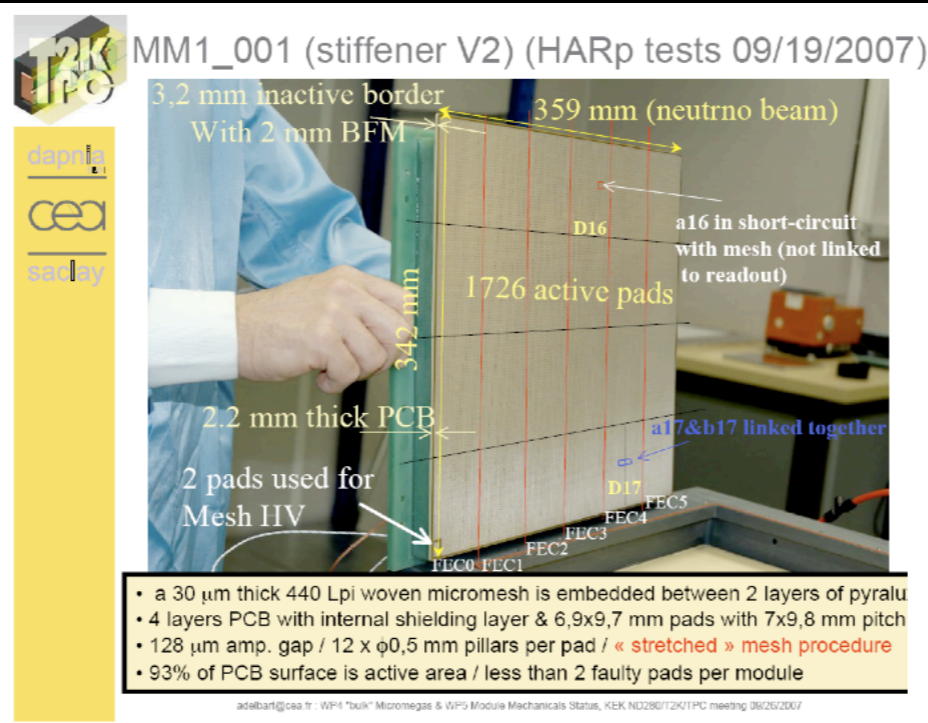 T2K
TPC
MM1_001 (stiffener V2) (HARp tests 09/19/2007)
dapnia
cea
saclay
3,2 mm inactive border
With 2 mm BFM
359 mm (neutrno beam)
D16
a16 in short-circuit
with mesh (not linked
to readout)
1726 active pads
342 mm
2.2 mm thick PCB
a17&b17 linked together
2 pads used for
Mesh HV
D17
FEC0 FEC1 FEC2 FEC3 FEC4 FEC5
• a 30 μm thick 440 Lpi woven micromesh is embedded between 2 layers of pyralu
• 4 layers PCB with internal shielding layer & 6,9x9,7 mm pads with 7x9,8 mm pitch
• 128 μm amp. gap / 12 x ϕ0,5 mm pillars per pad / « stretched » mesh procedure
• 93% of PCB surface is active area / less than 2 faulty pads per module
adelbart@cea.fr : WP4 "bulk" Micromegas & WP5 Module Mechanicals Status, KEK ND280/T2K/TPC meeting 09/26/2007